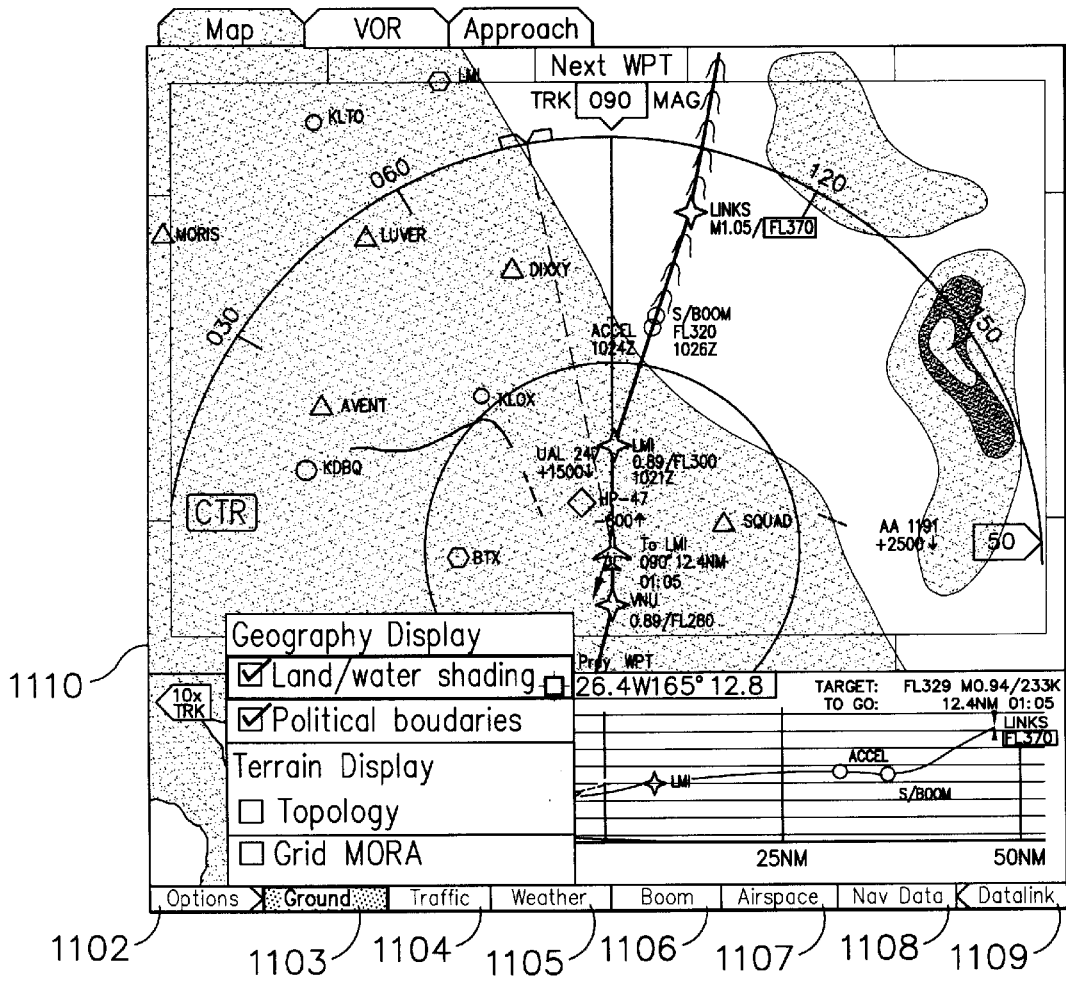 Map VOR Approach
Next WPT
TRK 090 MAG
LMI
KLTO
060
120
LINKS
M1.05/ FL370
MORIS
LUVER
DIXXY
030
150
S/BOOM
FL320
1026Z
ACCEL
1024Z
AVENT
KLOX
KDBQ
UAL 247
+1500↓
LMI
0.89/FL300
1021Z
CTR
HP-47
-600↑
SQUAD
AA 1191
+2500↓
50
BTX
To LMI
090° 12.4NM
01:05
VNU
0.89/FL280
Prev WPT
1110
Geography Display
Land/water shading
Political boudaries
Terrain Display
Topology
Grid MORA
10x
TRK
26.4W165° 12.8
TARGET: FL329 M0.94/233K
TO GO: 12.4NM 01:05
LINKS
FL370
ACCEL
LMI
S/BOOM
25NM 50NM
Options Ground Traffic Weather Boom Airspace Nav Data Datalink
1102 1103 1104 1105 1106 1107 1108 1109